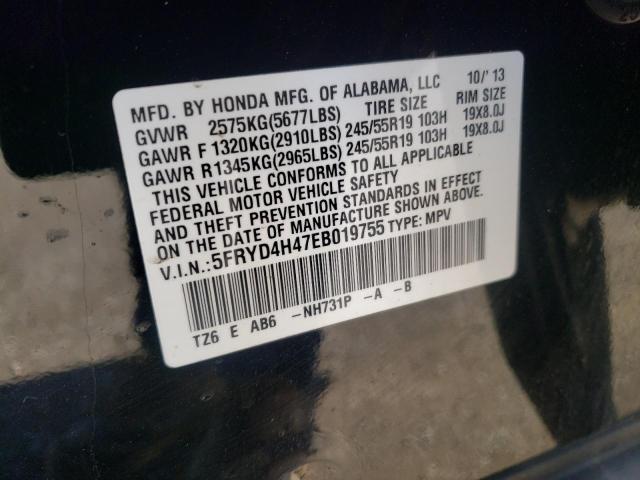 MFD. BY HONDA MFG. OF ALABAMA, LLC 10/'13
GVWR 2575KG(5677LBS) TIRE SIZE RIM SIZE
GAWR F 1320KG(2910LBS) 245/55R19 103H 19X8.0J
GAWR R 1345KG(2965LBS) 245/55R19 103H 19X8.0J
THIS VEHICLE CONFORMS TO ALL APPLICABLE
FEDERAL MOTOR VEHICLE SAFETY
AND THEFT PREVENTION STANDARDS IN EFFECT
ON THE DATE OF MANUFACTURE SHOWN ABOVE.
V.I.N.:5FRYD4H47EB019755 TYPE: MPV
TZ6 E AB6 -NH731P -A -B